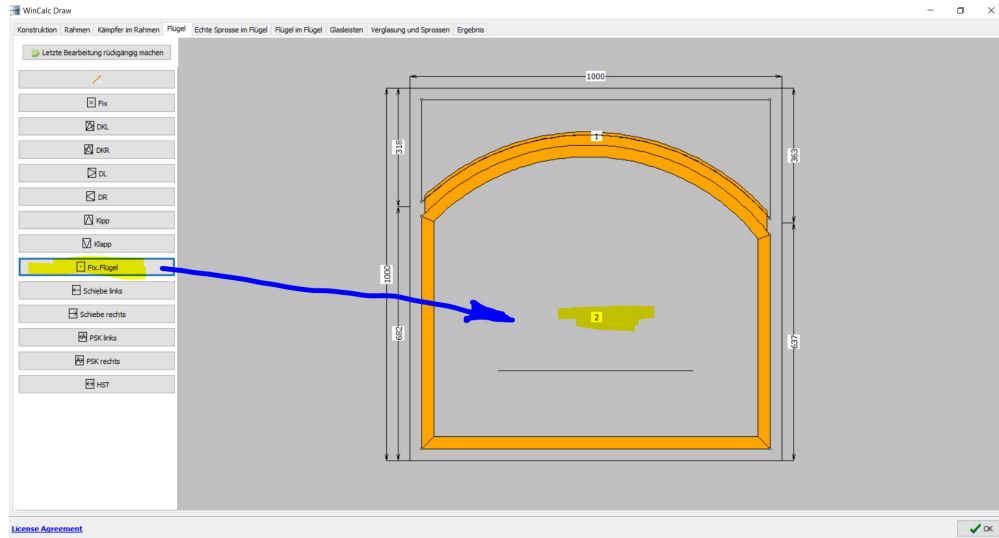 WinCalc Draw
Konstruktion Rahmen Kämpfer im Rahmen Flügel Echte Sprosse im Flügel Flügel im Flügel Glasleisten Verglasung und Sprossen Ergebnis
Letzte Bearbeitung rückgängig machen
Fix
DKL
DKR
DL
DR
Kipp
Klapp
Fix.Flügel
Schiebe links
Schiebe rechts
PSK links
PSK rechts
HST
1000
318
1
363
1000
2
682
637
License Agreement
OK